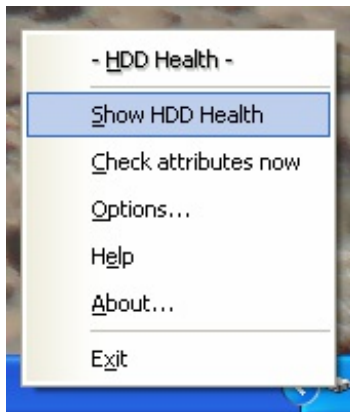 - HDD Health -
Show HDD Health
Check attributes now
Options...
Help
About...
Exit